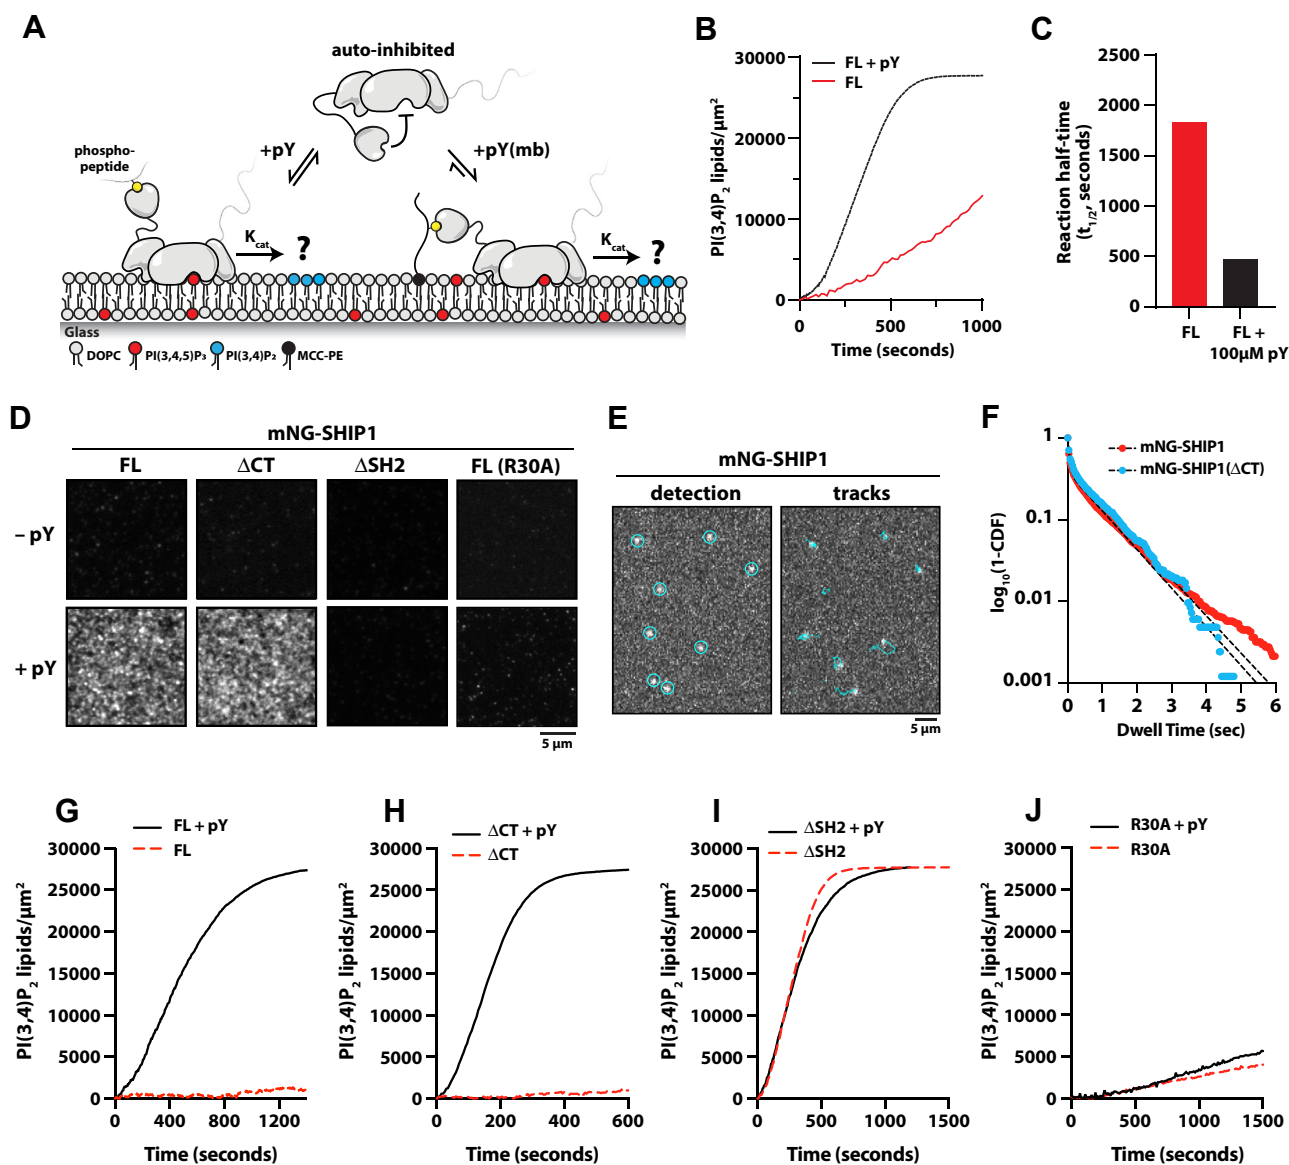 A
auto-inhibited
+pY
+pY(mb)
phospho-
peptide
Kcat
?
Kcat
?
Glass
DOPC
PI(3,4,5)P₃
PI(3,4)P₂
MCC-PE
B
FL + pY
FL
PI(3,4)P₂ lipids/μm²
30000
20000
10000
0
0
500
1000
Time (seconds)
C
Reaction half-time
(t1/2, seconds)
2500
2000
1500
1000
500
0
FL
FL +
100μM pY
D
mNG-SHIP1
FL
ΔCT
ΔSH2
FL (R30A)
– pY
+ pY
5 μm
E
mNG-SHIP1
detection
tracks
5 μm
F
mNG-SHIP1
mNG-SHIP1(ΔCT)
log₁₀(1-CDF)
1
0.1
0.01
0.001
0
1
2
3
4
5
6
Dwell Time (sec)
G
FL + pY
FL
PI(3,4)P₂ lipids/μm²
30000
25000
20000
15000
10000
5000
0
0
400
800
1200
Time (seconds)
H
ΔCT + pY
ΔCT
PI(3,4)P₂ lipids/μm²
30000
25000
20000
15000
10000
5000
0
0
200
400
600
Time (seconds)
I
ΔSH2 + pY
ΔSH2
PI(3,4)P₂ lipids/μm²
30000
25000
20000
15000
10000
5000
0
0
500
1000
1500
Time (seconds)
J
R30A + pY
R30A
PI(3,4)P₂ lipids/μm²
30000
25000
20000
15000
10000
5000
0
0
500
1000
1500
Time (seconds)